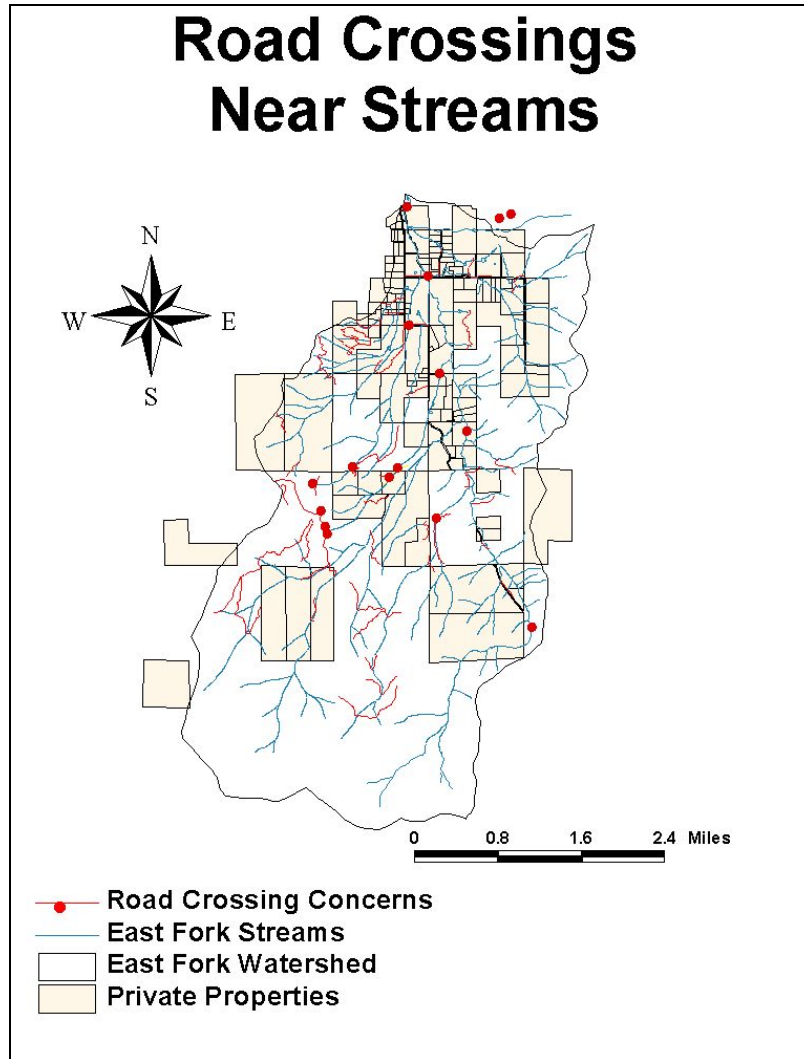 Road Crossings
Near Streams
N
W E
S
0 0.8 1.6 2.4 Miles
Road Crossing Concerns
East Fork Streams
East Fork Watershed
Private Properties